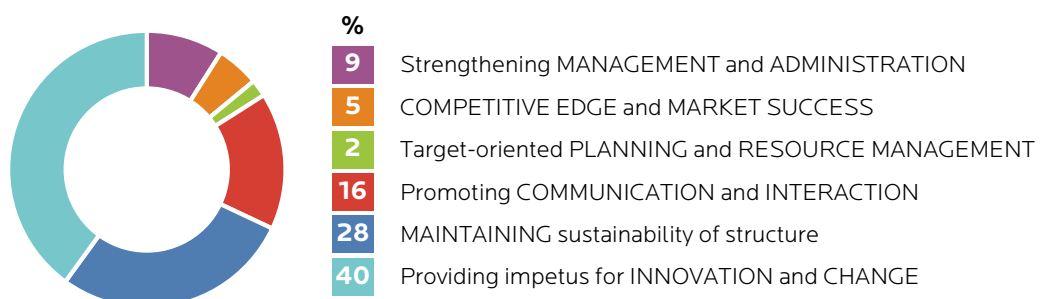 %
9 Strengthening MANAGEMENT and ADMINISTRATION
5 COMPETITIVE EDGE and MARKET SUCCESS
2 Target-oriented PLANNING and RESOURCE MANAGEMENT
16 Promoting COMMUNICATION and INTERACTION
28 MAINTAINING sustainability of structure
40 Providing impetus for INNOVATION and CHANGE